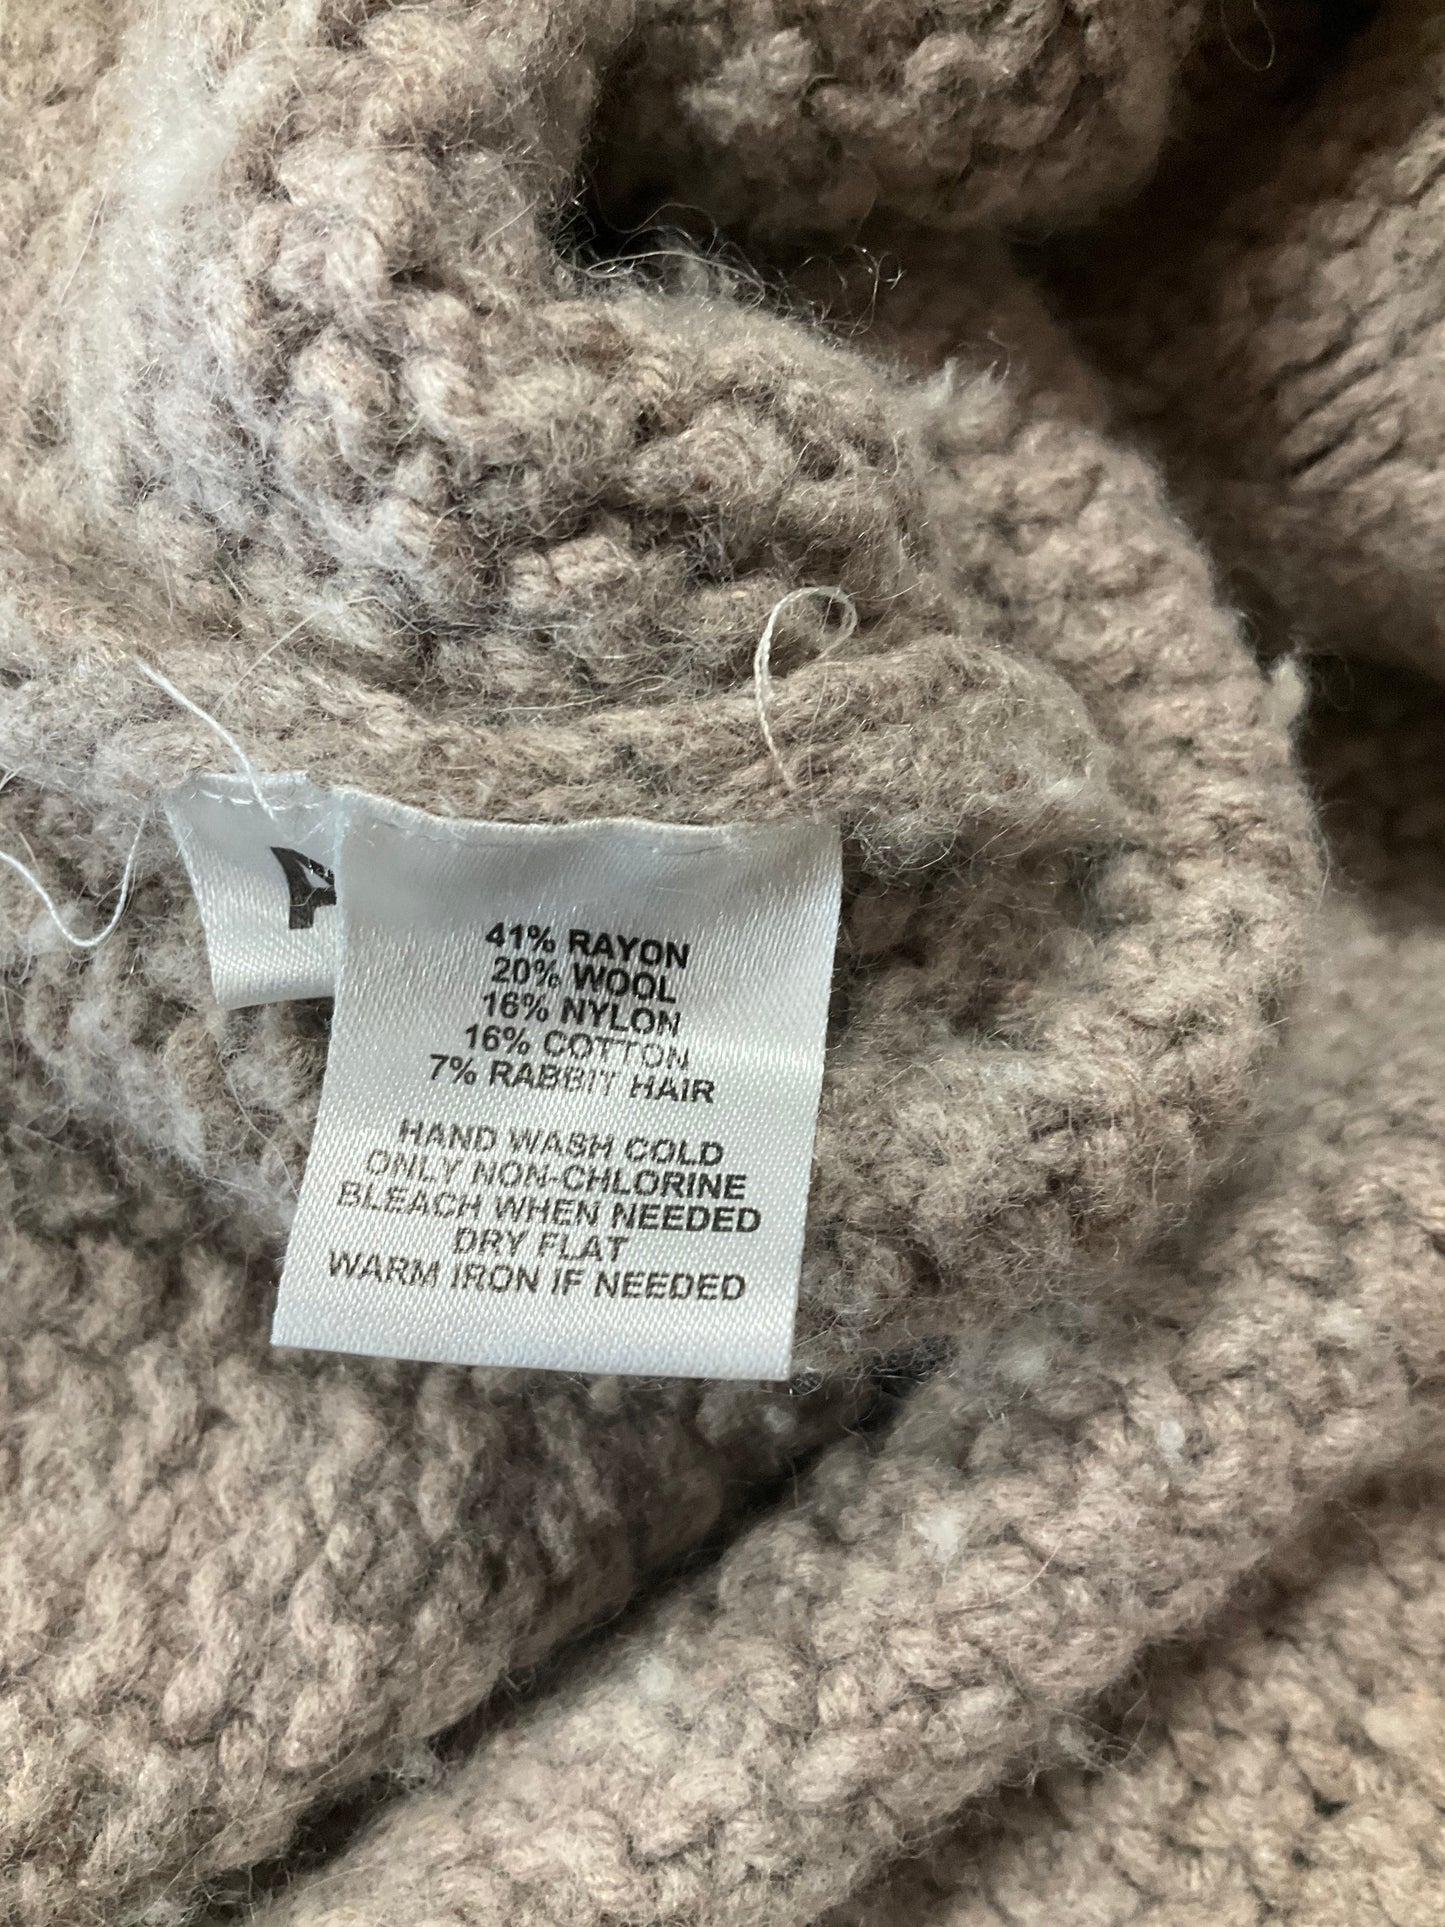 41% RAYON
20% WOOL
16% NYLON
16% COTTON
7% RABBIT HAIR
HAND WASH COLD
ONLY NON-CHLORINE
BLEACH WHEN NEEDED
DRY FLAT
WARM IRON IF NEEDED